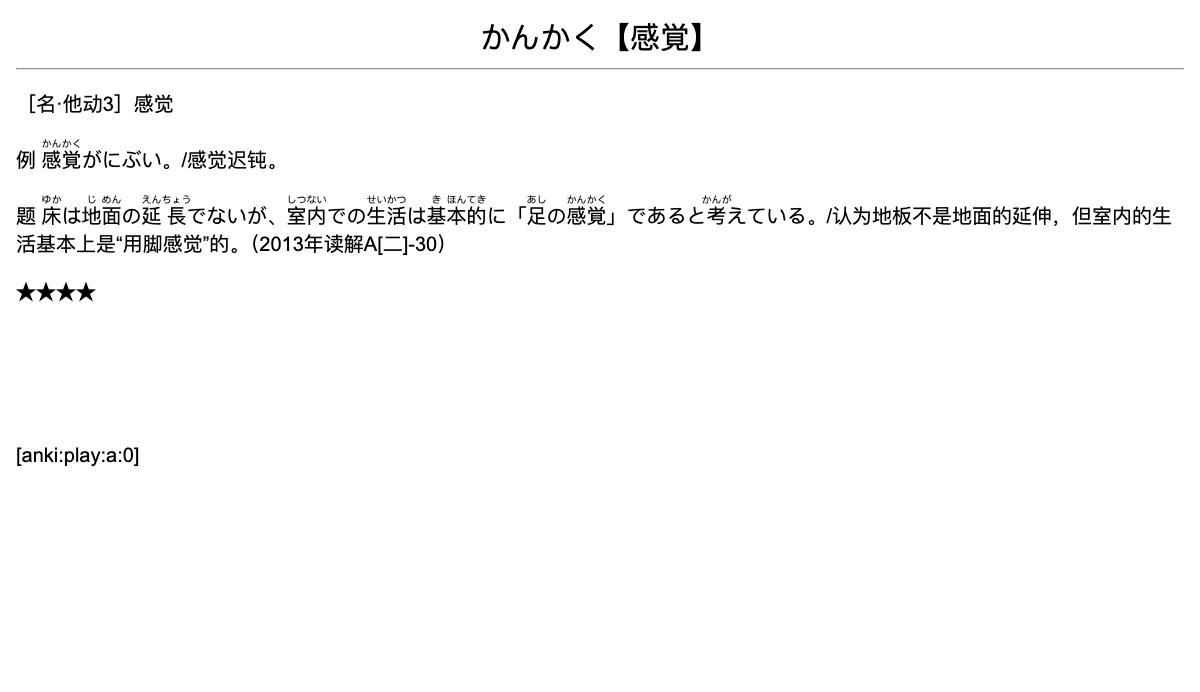 かんかく【感覚】
［名·他动3］感觉
かんかく
例 感覚がにぶい。/感觉迟钝。
ゆか じ めん えんちょう しつない せいかつ き ほんてき あし かんかく かんが
题 床は地面の延長でないが、室内での生活は基本的に「足の感覚」であると考えている。/认为地板不是地面的延伸，但室内的生
活基本上是“用脚感觉”的。（2013年读解A[二]-30）
★★★★
[anki:play:a:0]